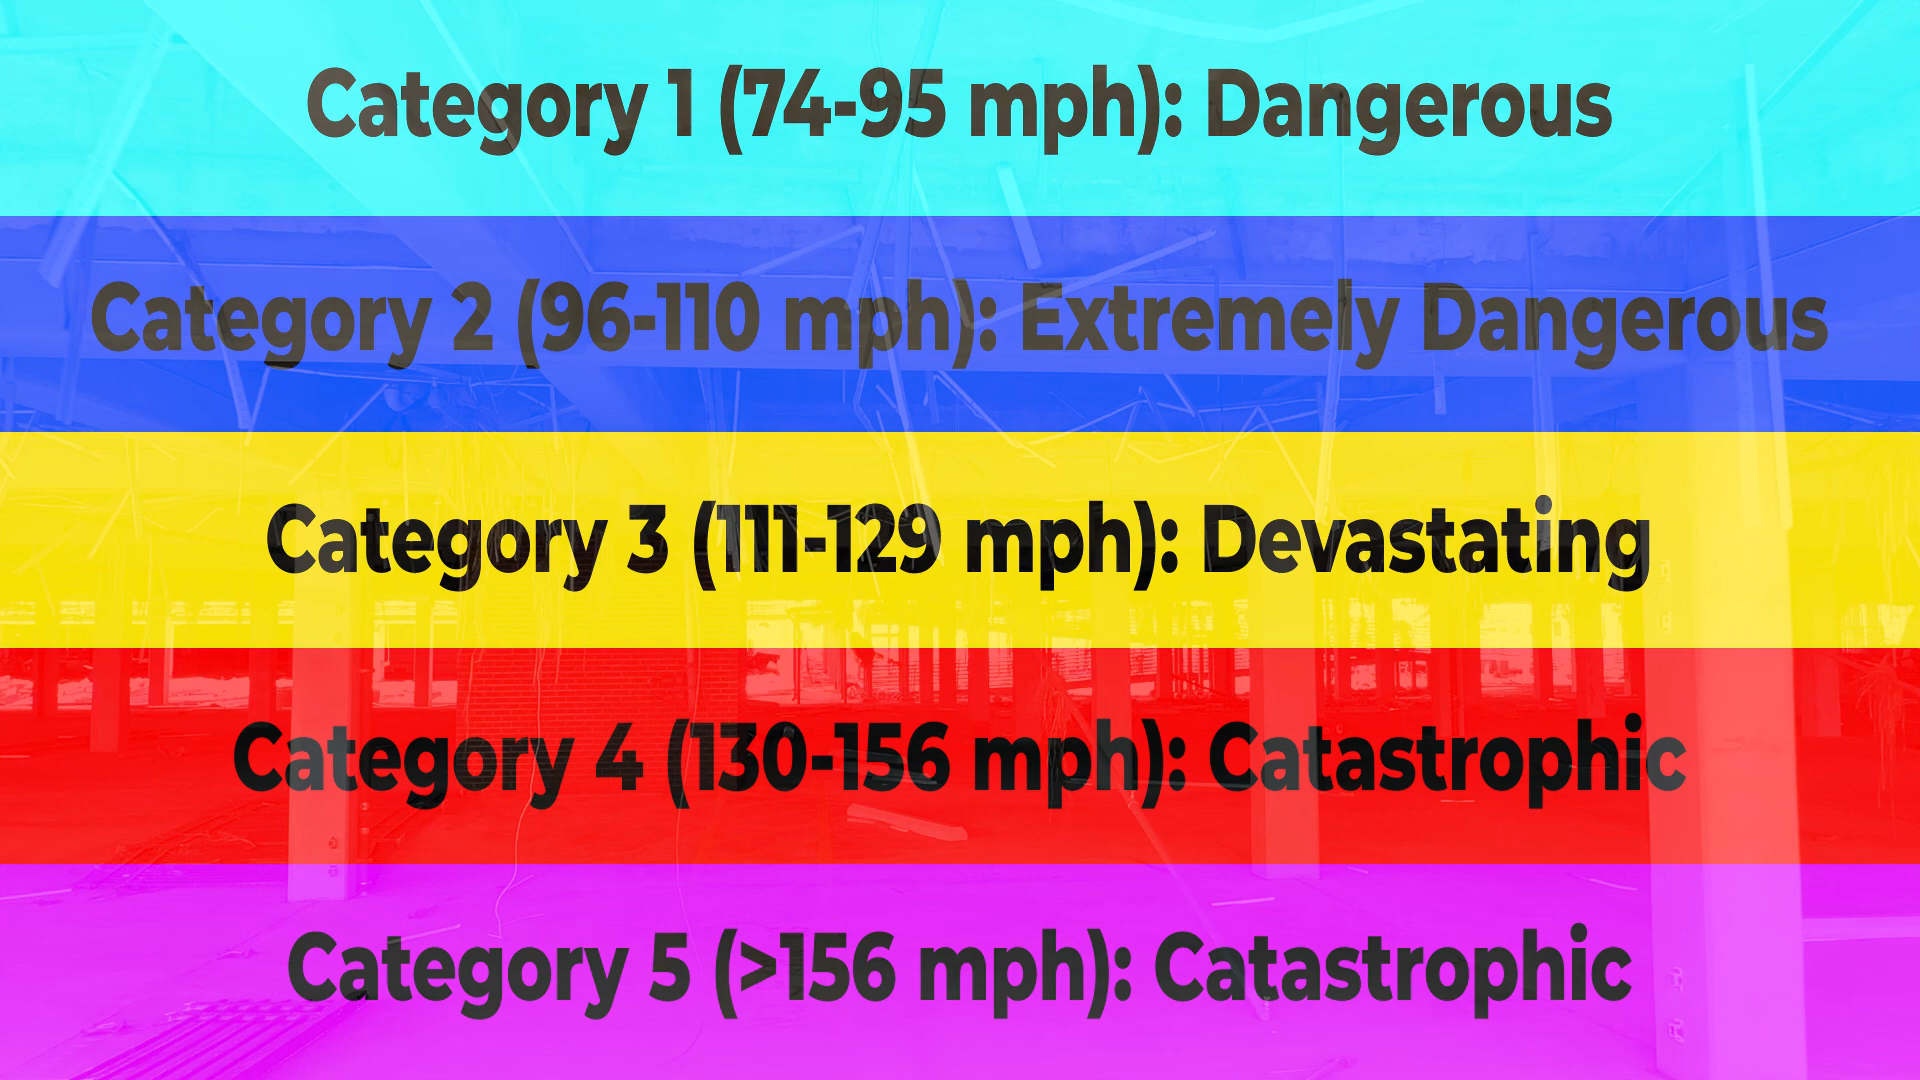 Category 1 (74-95 mph): Dangerous
Category 2 (96-110 mph): Extremely Dangerous
Category 3 (111-129 mph): Devastating
Category 4 (130-156 mph): Catastrophic
Category 5 (>156 mph): Catastrophic